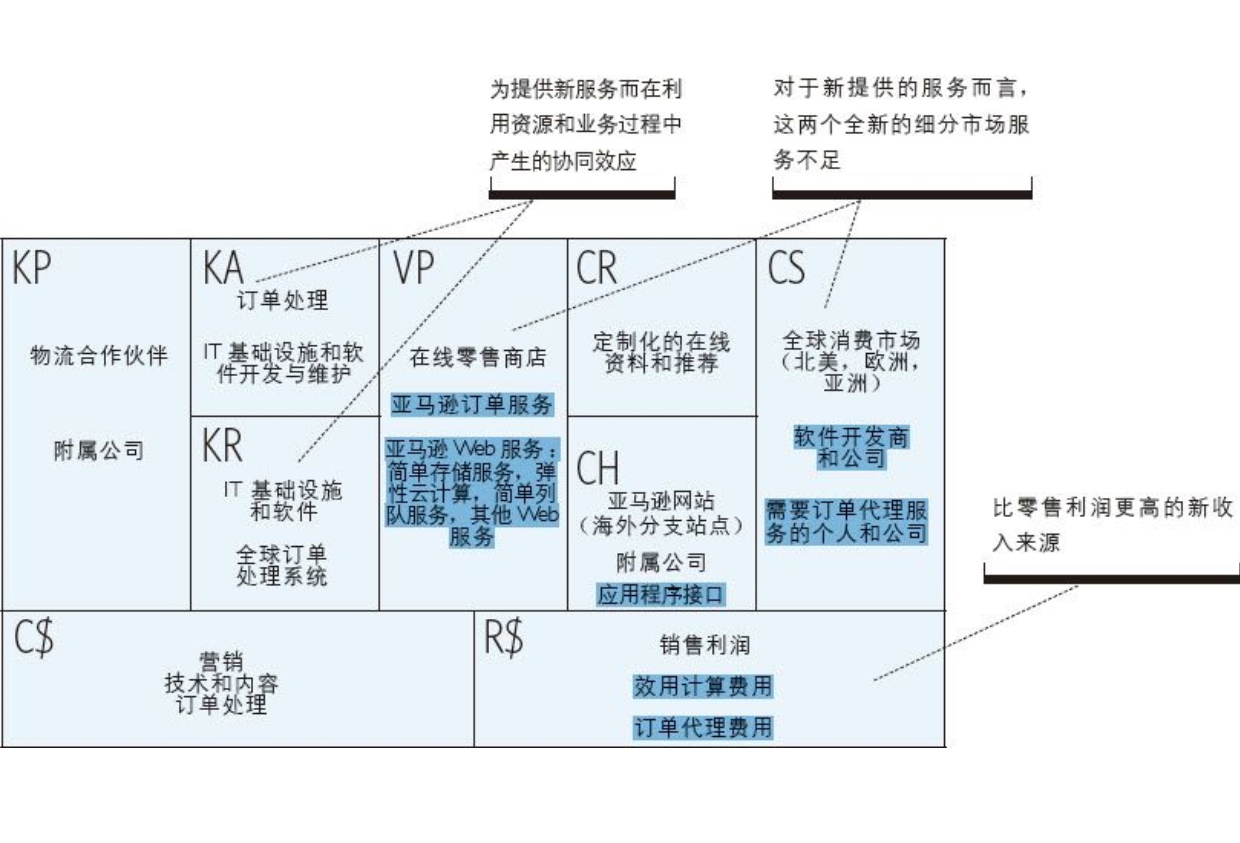 为提供新服务而在利
用资源和业务过程中
产生的协同效应
对于新提供的服务而言，
这两个全新的细分市场服
务不足
KP
物流合作伙伴
附属公司
KA
订单处理
IT 基础设施和软
件开发与维护
KR
IT 基础设施
和软件
全球订单
处理系统
VP
在线零售商店
亚马逊订单服务
亚马逊 Web 服务：
简单存储服务，弹
性云计算，简单列
队服务，其他 Web
服务
CR
定制化的在线
资料和推荐
CH
亚马逊网站
（海外分支站点）
附属公司
应用程序接口
CS
全球消费市场
（北美，欧洲，
亚洲）
软件开发商
和公司
需要订单代理服
务的个人和公司
比零售利润更高的新收
入来源
C$
营销
技术和内容
订单处理
R$
销售利润
效用计算费用
订单代理费用